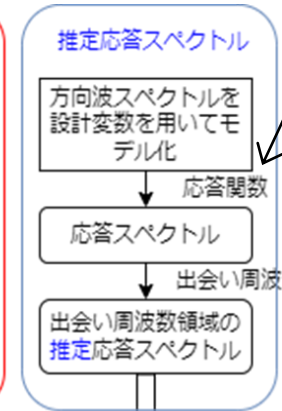 推定応答スペクトル
方向波スペクトルを
設計変数を用いてモ
デル化
応答関数
応答スペクトル
出会い周波
出会い周波数領域の
推定応答スペクトル